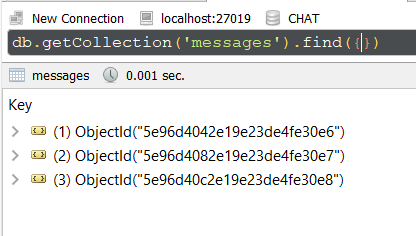 New Connection localhost:27019 CHAT
db.getCollection('messages').find({})
messages 0.001 sec.
Key
(1) ObjectId("5e96d4042e19e23de4fe30e6")
(2) ObjectId("5e96d4082e19e23de4fe30e7")
(3) ObjectId("5e96d40c2e19e23de4fe30e8")